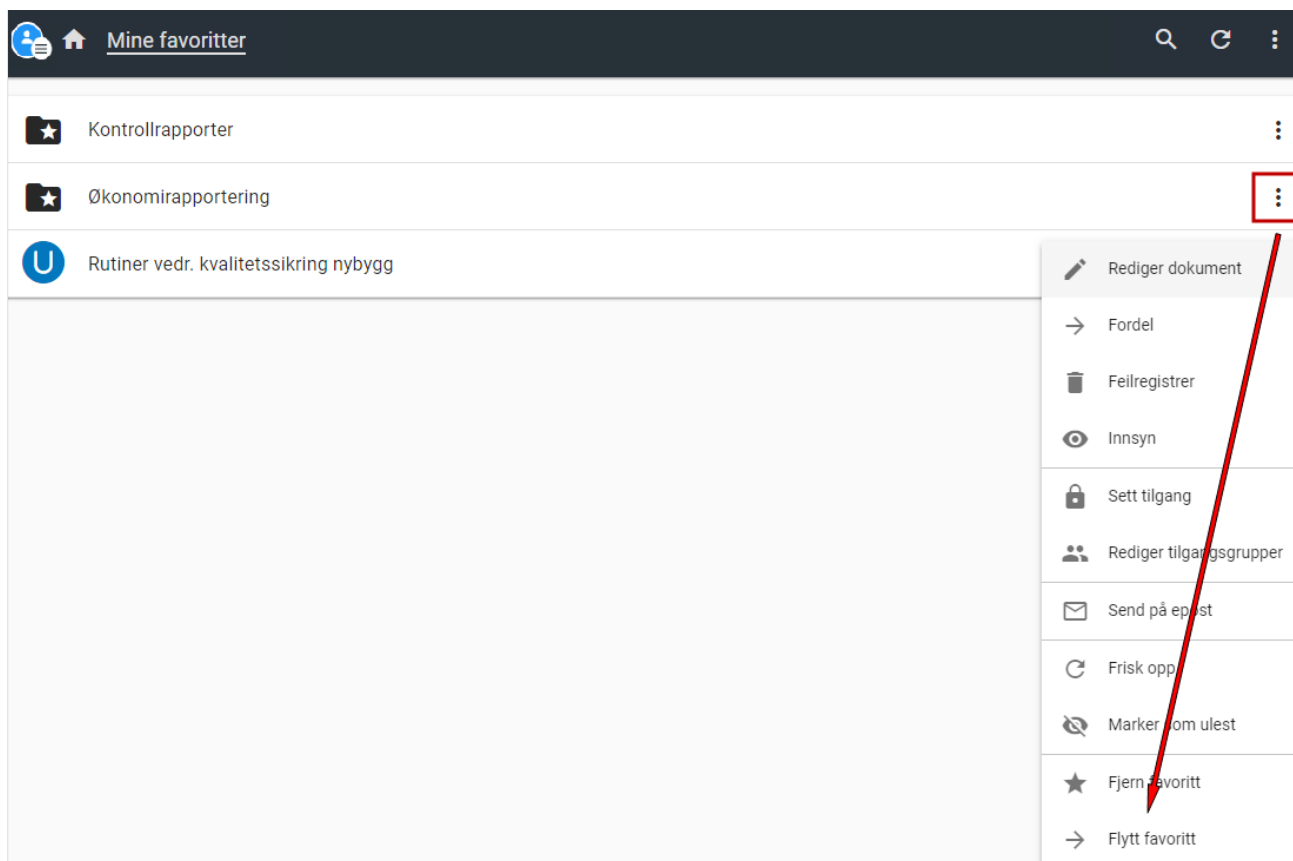 Mine favoritter
Kontrollrapporter
Økonomirapportering
U
Rutiner vedr. kvalitetssikring nybygg
Rediger dokument
Fordel
Feilregistrer
Innsyn
Sett tilgang
Rediger tilgangsgrupper
Send på epost
Frisk opp
Marker som ulest
Fjern favoritt
Flytt favoritt